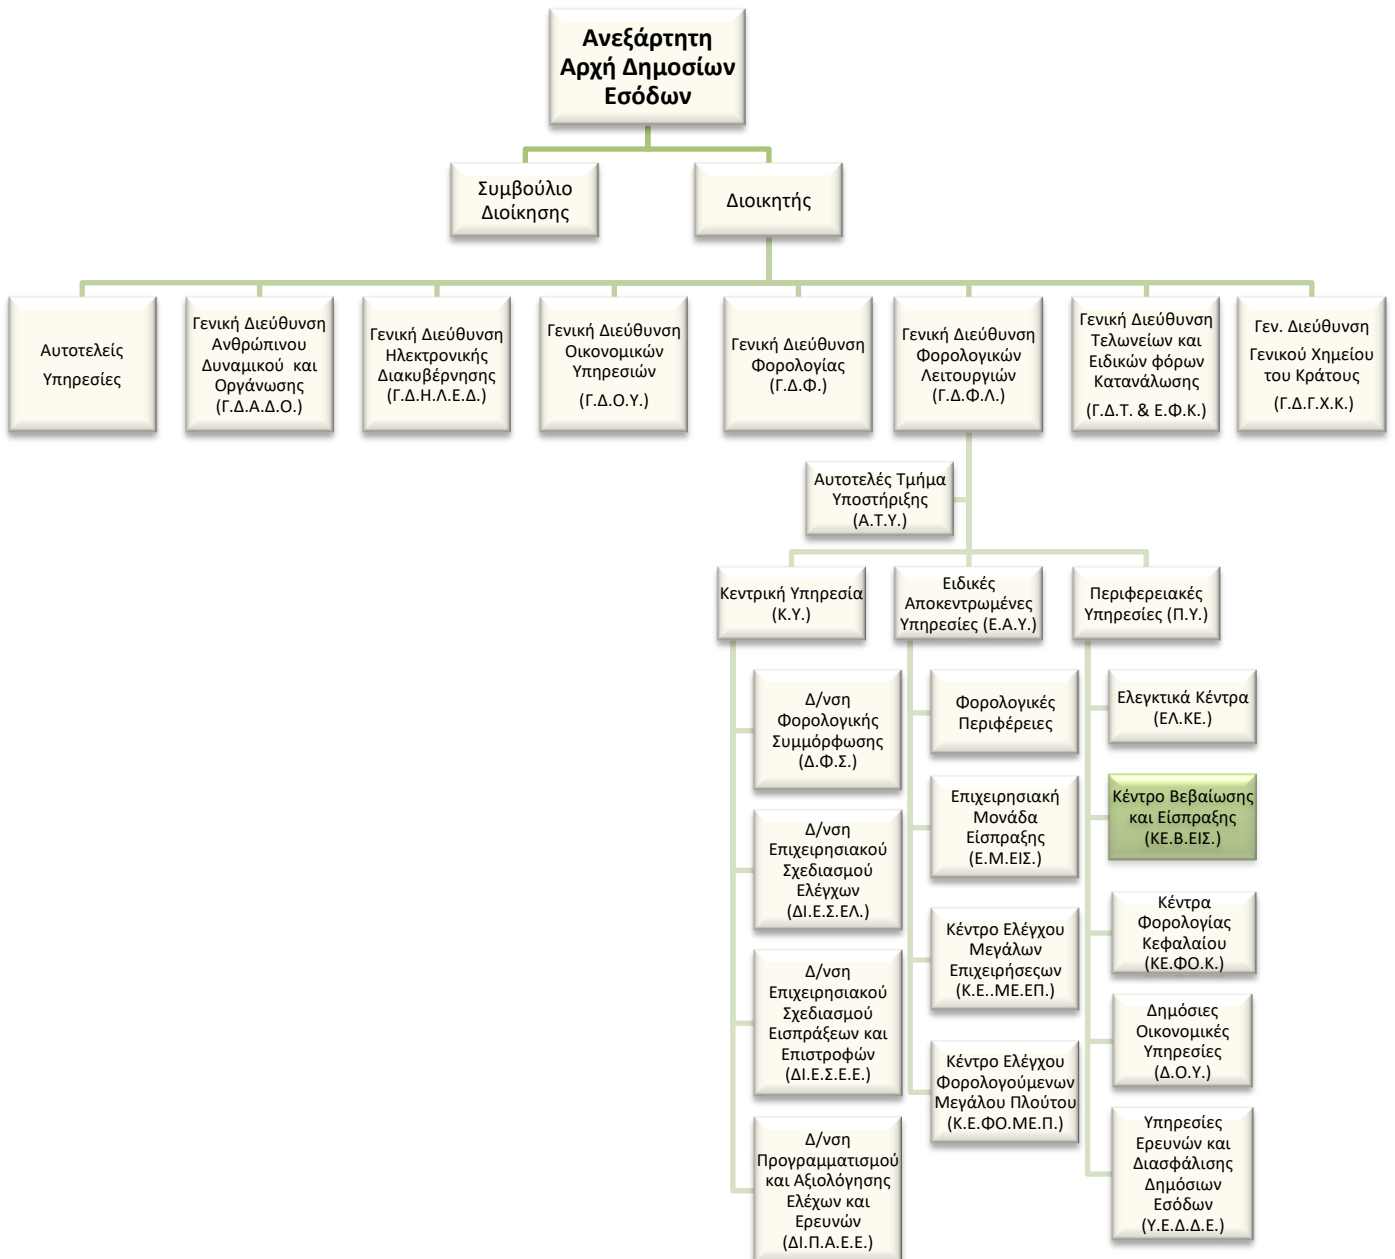 Ανεξάρτητη
Αρχή Δημοσίων
Εσόδων
Συμβούλιο
Διοίκησης
Διοικητής
Αυτοτελείς
Υπηρεσίες
Γενική Διεύθυνση
Ανθρώπινου
Δυναμικού και
Οργάνωσης
(Γ.Δ.Α.Δ.Ο.)
Γενική Διεύθυνση
Ηλεκτρονικής
Διακυβέρνησης
(Γ.Δ.Η.Λ.Ε.Δ.)
Γενική Διεύθυνση
Οικονομικών
Υπηρεσιών
(Γ.Δ.Ο.Υ.)
Γενική Διεύθυνση
Φορολογίας
(Γ.Δ.Φ.)
Γενική Διεύθυνση
Φορολογικών
Λειτουργιών
(Γ.Δ.Φ.Λ.)
Γενική Διεύθυνση
Τελωνείων και
Ειδικών φόρων
Κατανάλωσης
(Γ.Δ.Τ. & Ε.Φ.Κ.)
Γεν. Διεύθυνση
Γενικού Χημείου
του Κράτους
(Γ.Δ.Γ.Χ.Κ.)
Αυτοτελές Τμήμα
Υποστήριξης
(Α.Τ.Υ.)
Κεντρική Υπηρεσία
(Κ.Υ.)
Ειδικές
Αποκεντρωμένες
Υπηρεσίες (Ε.Α.Υ.)
Περιφερειακές
Υπηρεσίες (Π.Υ.)
Δ/νση
Φορολογικής
Συμμόρφωσης
(Δ.Φ.Σ.)
Δ/νση
Επιχειρησιακού
Σχεδιασμού
Ελέγχων
(ΔΙ.Ε.Σ.ΕΛ.)
Δ/νση
Επιχειρησιακού
Σχεδιασμού
Εισπράξεων και
Επιστροφών
(ΔΙ.Ε.Σ.Ε.Ε.)
Δ/νση
Προγραμματισμού
και Αξιολόγησης
Ελέχων και
Ερευνών
(ΔΙ.Π.Α.Ε.Ε.)
Φορολογικές
Περιφέρειες
Επιχειρησιακή
Μονάδα
Είσπραξης
(Ε.Μ.ΕΙΣ.)
Κέντρο Ελέγχου
Μεγάλων
Επιχειρήσεςων
(Κ.Ε..ΜΕ.ΕΠ.)
Κέντρο Ελέγχου
Φορολογούμενων
Μεγάλου Πλούτου
(Κ.Ε.ΦΟ.ΜΕ.Π.)
Ελεγκτικά Κέντρα
(ΕΛ.ΚΕ.)
Κέντρο Βεβαίωσης
και Είσπραξης
(ΚΕ.Β.ΕΙΣ.)
Κέντρα
Φορολογίας
Κεφαλαίου
(ΚΕ.ΦΟ.Κ.)
Δημόσιες
Οικονομικές
Υπηρεσίες
(Δ.Ο.Υ.)
Υπηρεσίες
Ερευνών και
Διασφάλισης
Δημόσιων
Εσόδων
(Υ.Ε.Δ.Δ.Ε.)